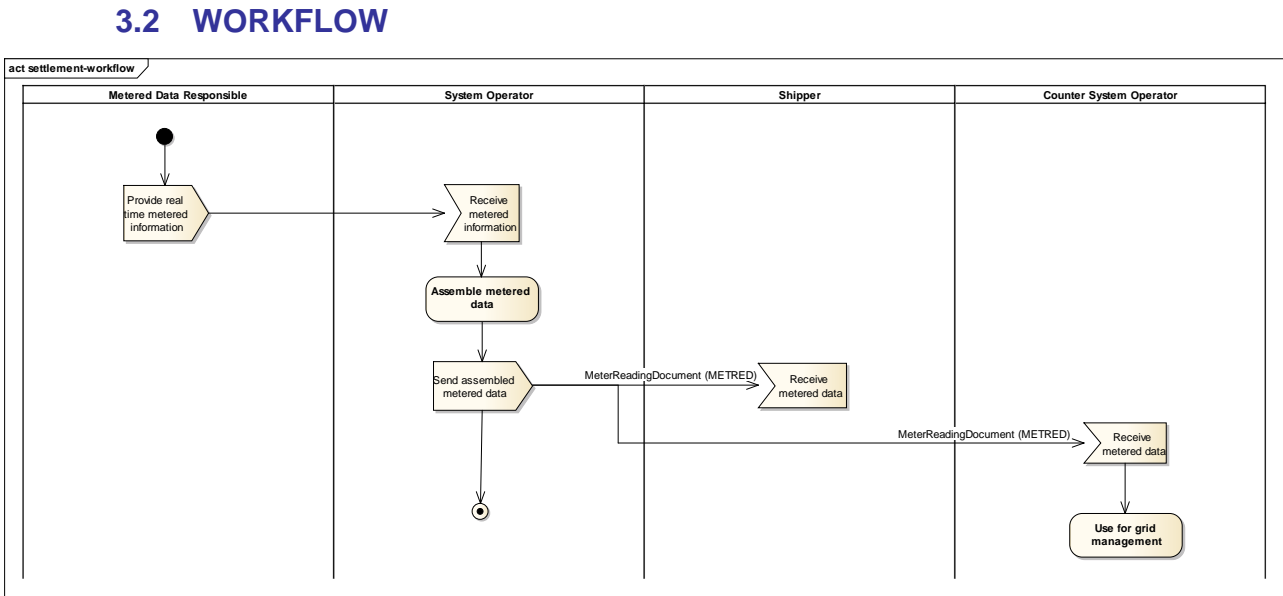 3.2 WORKFLOW
act settlement-workflow
Metered Data Responsible
System Operator
Shipper
Counter System Operator
Provide real
time metered
information
Receive
metered
information
Assemble metered
data
Send assembled
metered data
MeterReadingDocument (METRED)
Receive
metered data
MeterReadingDocument (METRED)
Receive
metered data
Use for grid
management